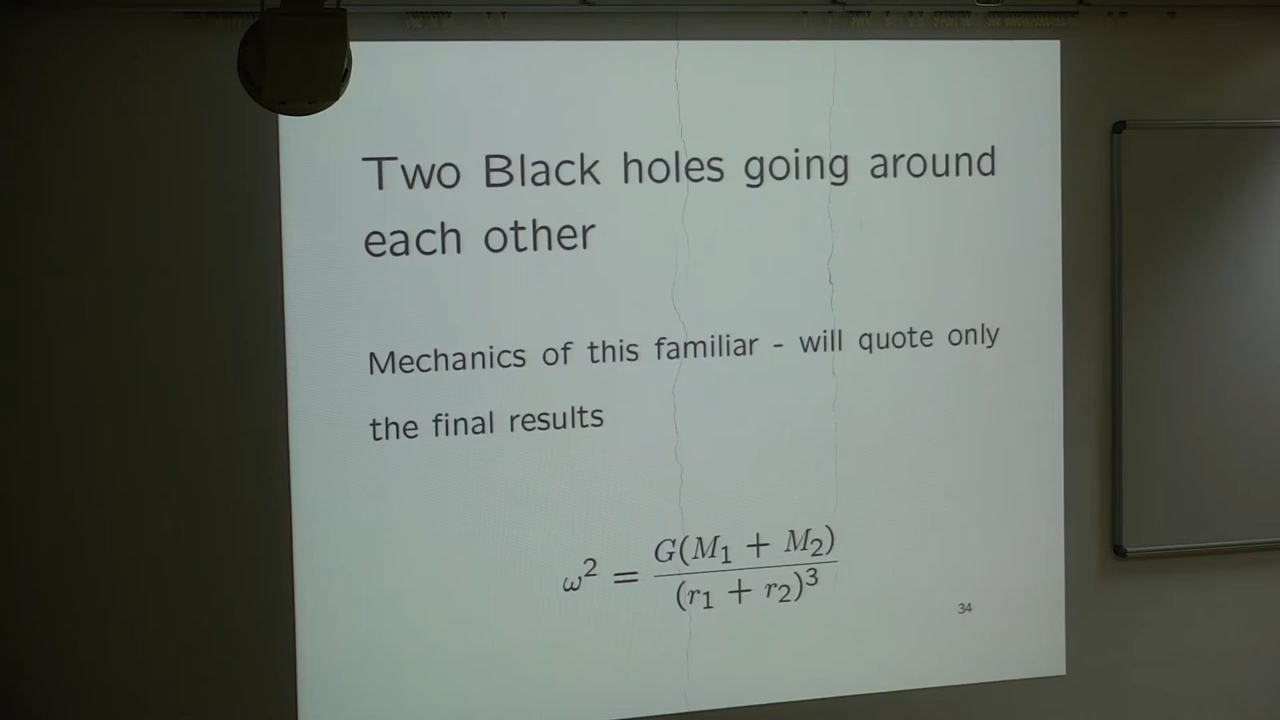 Two Black holes going around
each other
Mechanics of this familiar - will quote only
the final results
ω² = G(M₁ + M₂) / (r₁ + r₂)³
34